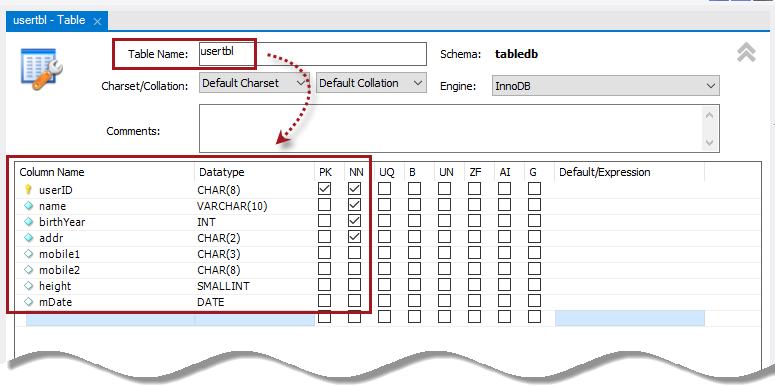 usertbl - Table ×
Table Name: usertbl Schema: tabledb
Charset/Collation: Default Charset Default Collation Engine: InnoDB
Comments:
Column Name Datatype PK NN UQ B UN ZF AI G Default/Expression
userID CHAR(8)
name VARCHAR(10)
birthYear INT
addr CHAR(2)
mobile1 CHAR(3)
mobile2 CHAR(8)
height SMALLINT
mDate DATE